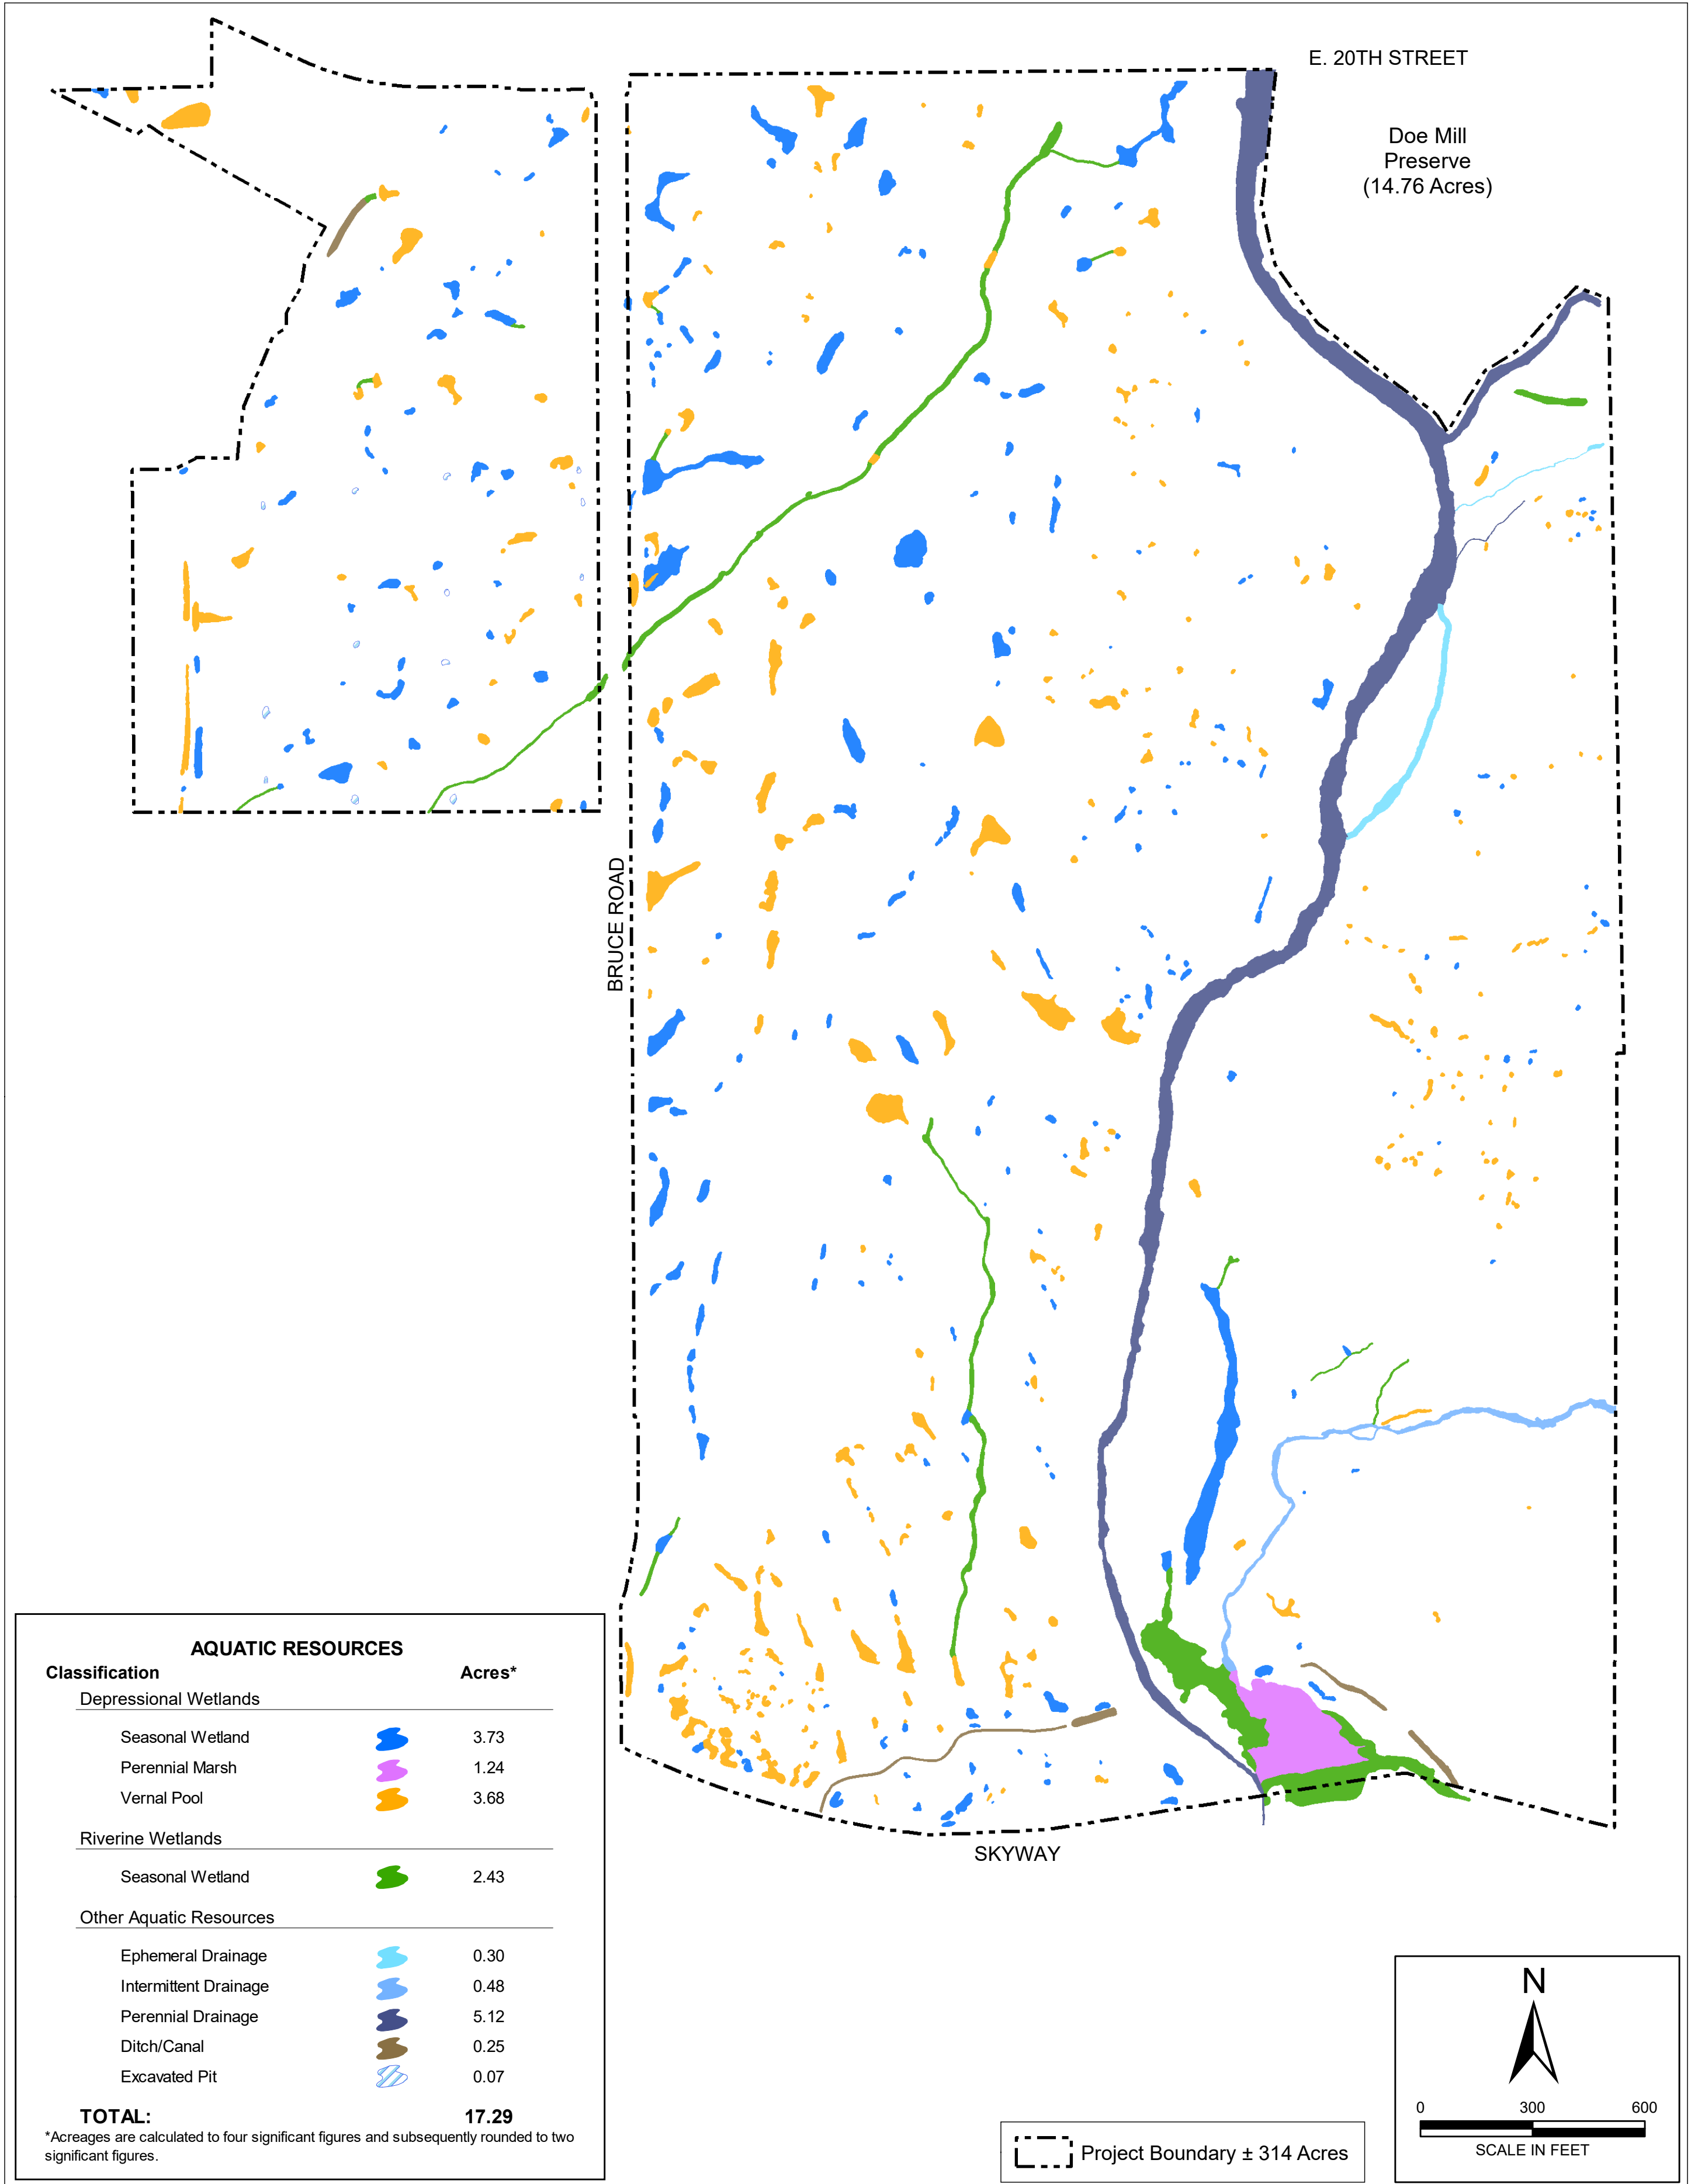 E. 20TH STREET
Doe Mill
Preserve
(14.76 Acres)
BRUCE ROAD
SKYWAY
AQUATIC RESOURCES
Classification Acres*
Depressional Wetlands
Seasonal Wetland 3.73
Perennial Marsh 1.24
Vernal Pool 3.68
Riverine Wetlands
Seasonal Wetland 2.43
Other Aquatic Resources
Ephemeral Drainage 0.30
Intermittent Drainage 0.48
Perennial Drainage 5.12
Ditch/Canal 0.25
Excavated Pit 0.07
TOTAL: 17.29
*Acreages are calculated to four significant figures and subsequently rounded to two
significant figures.
Project Boundary ± 314 Acres
N
0 300 600
SCALE IN FEET